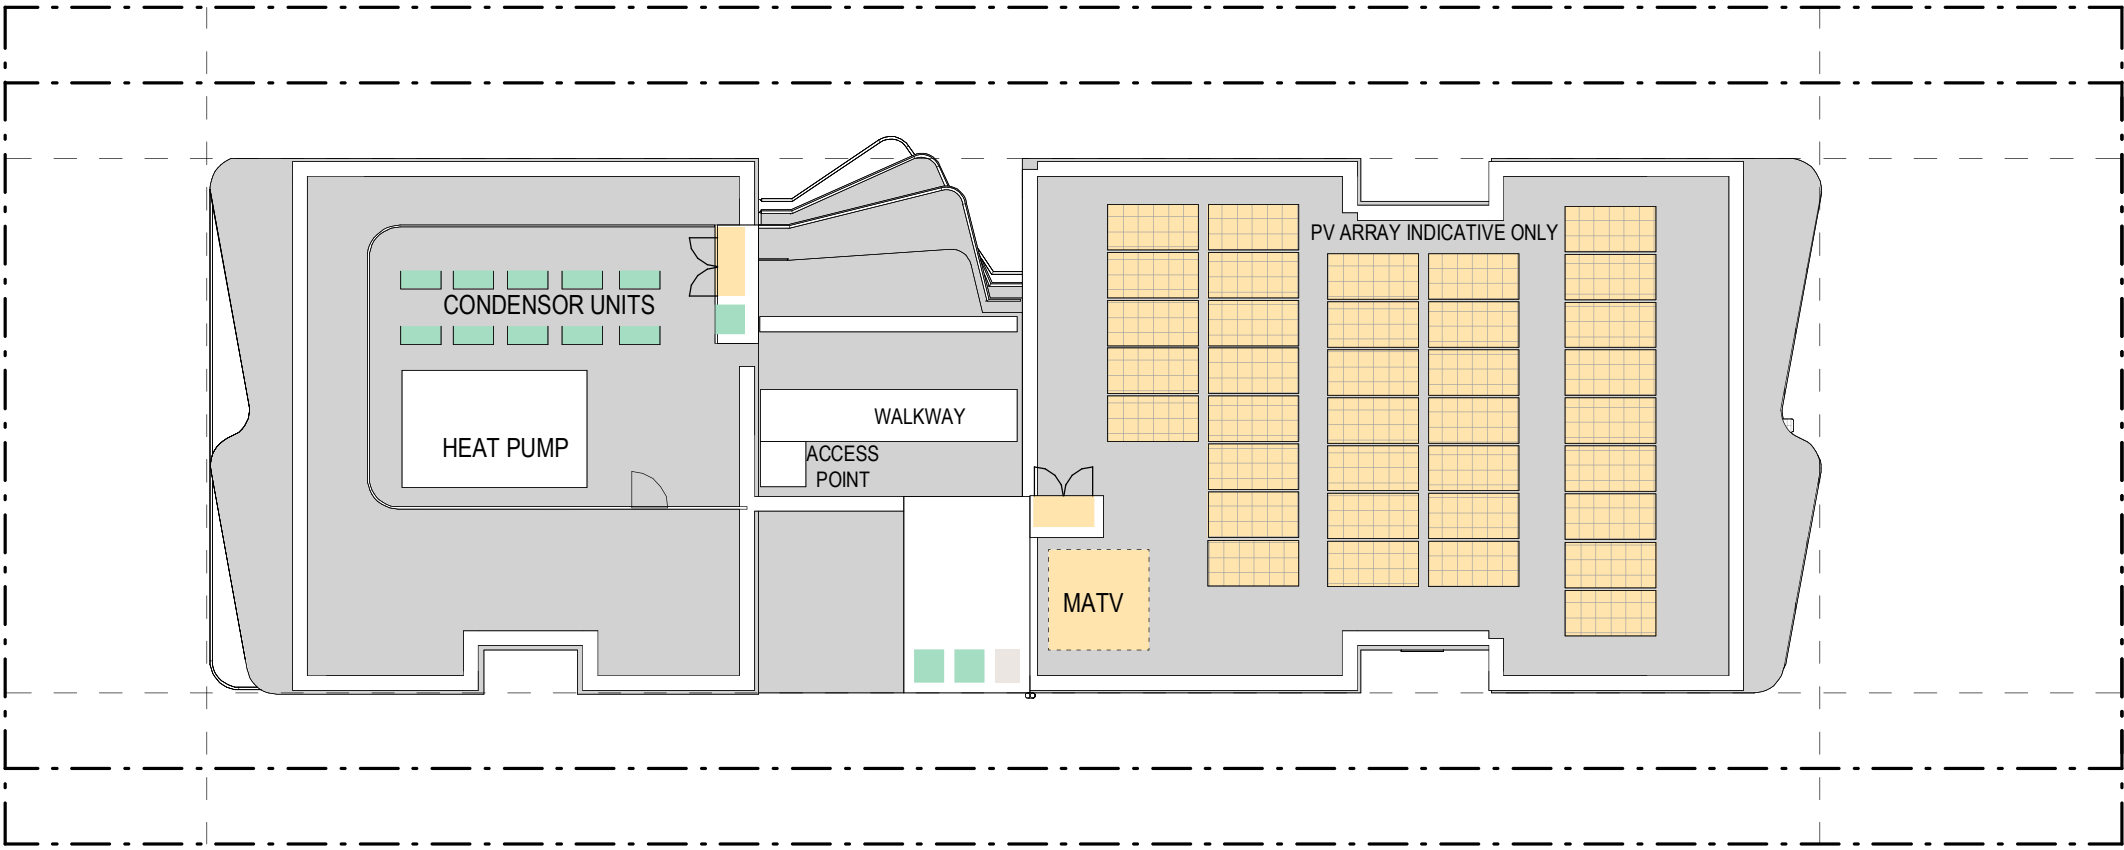 PV ARRAY INDICATIVE ONLY
CONDENSOR UNITS
WALKWAY
HEAT PUMP
ACCESS
POINT
MATV